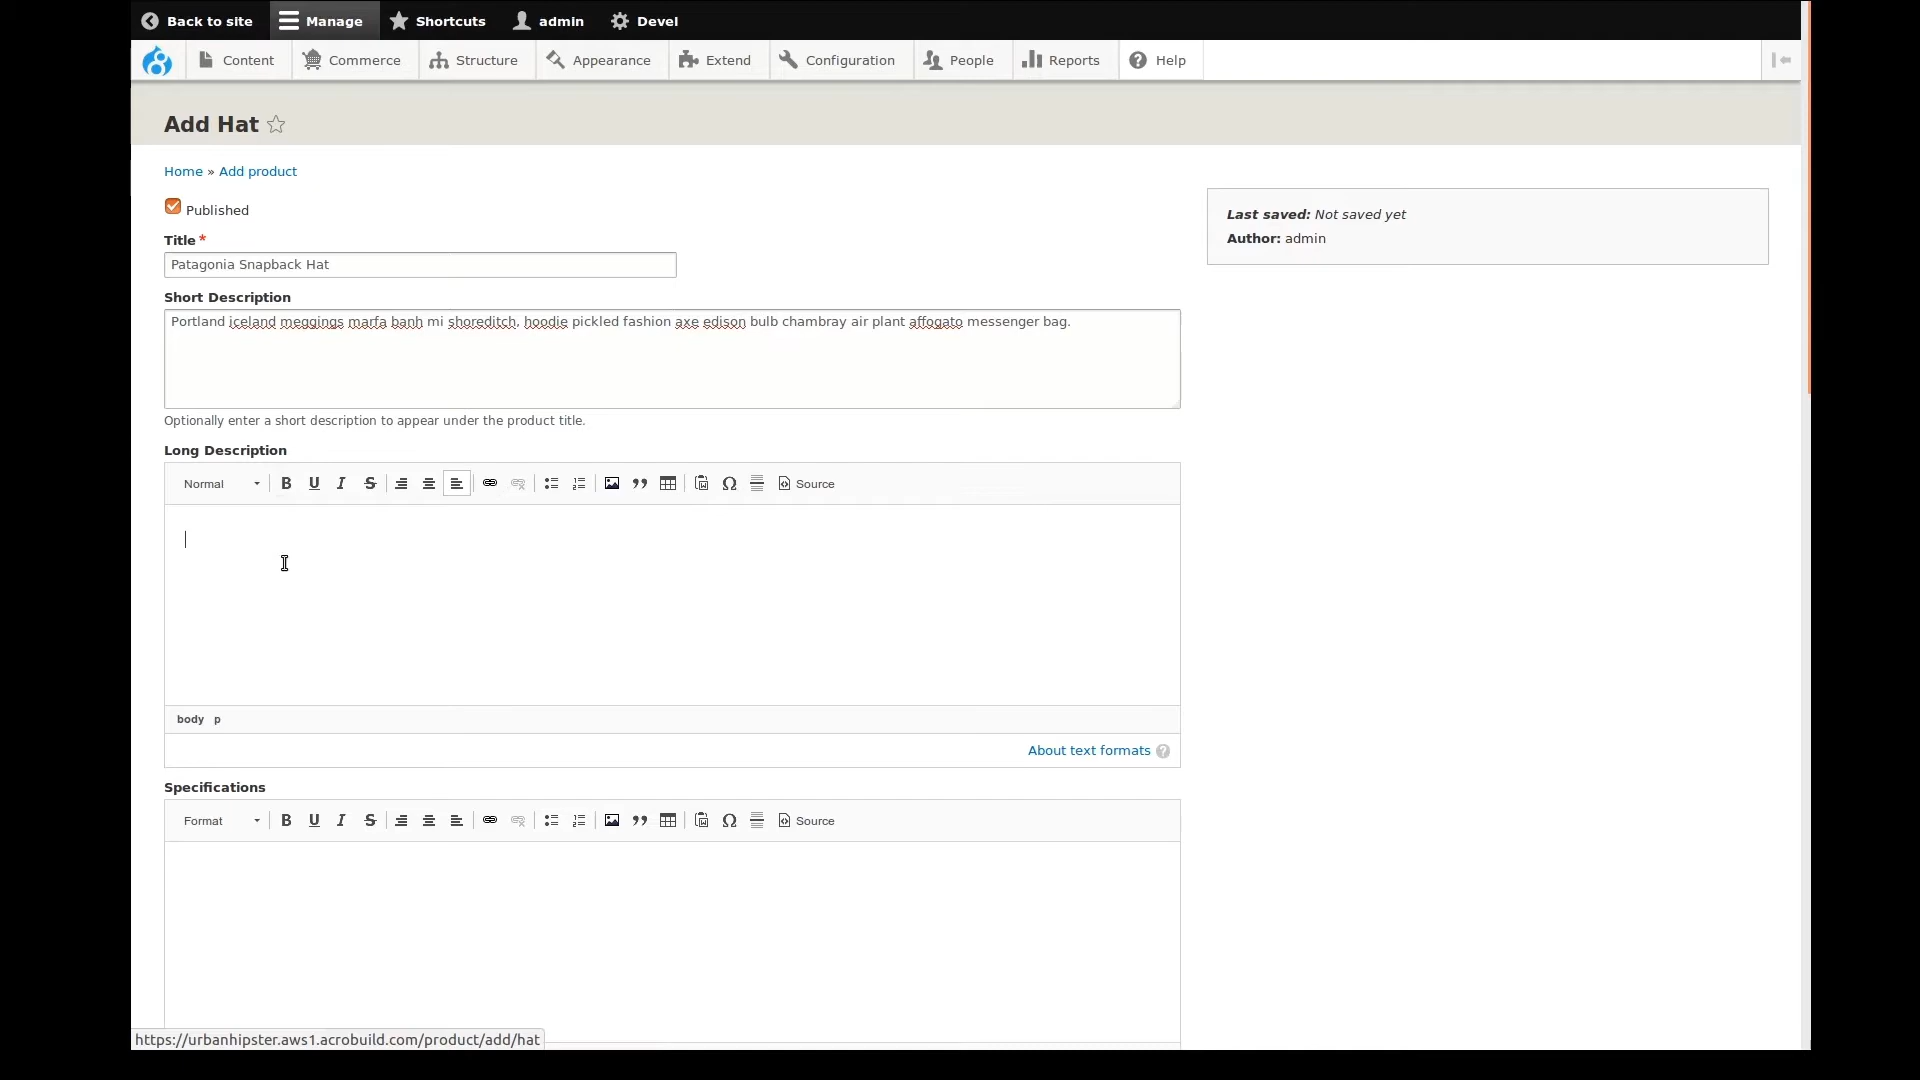 Back to site Manage Shortcuts admin Devel
Content Commerce Structure Appearance Extend Configuration People Reports Help
Add Hat
Home » Add product
Published
Last saved: Not saved yet
Author: admin
Title *
Patagonia Snapback Hat
Short Description
Portland iceland meggings marfa banh mi shoreditch, hoodie pickled fashion axe edison bulb chambray air plant affogato messenger bag.
Optionally enter a short description to appear under the product title.
Long Description
Normal B U I S Source
body p
About text formats ?
Specifications
Format B U I S Source
https://urbanhipster.aws1.acrobuild.com/product/add/hat